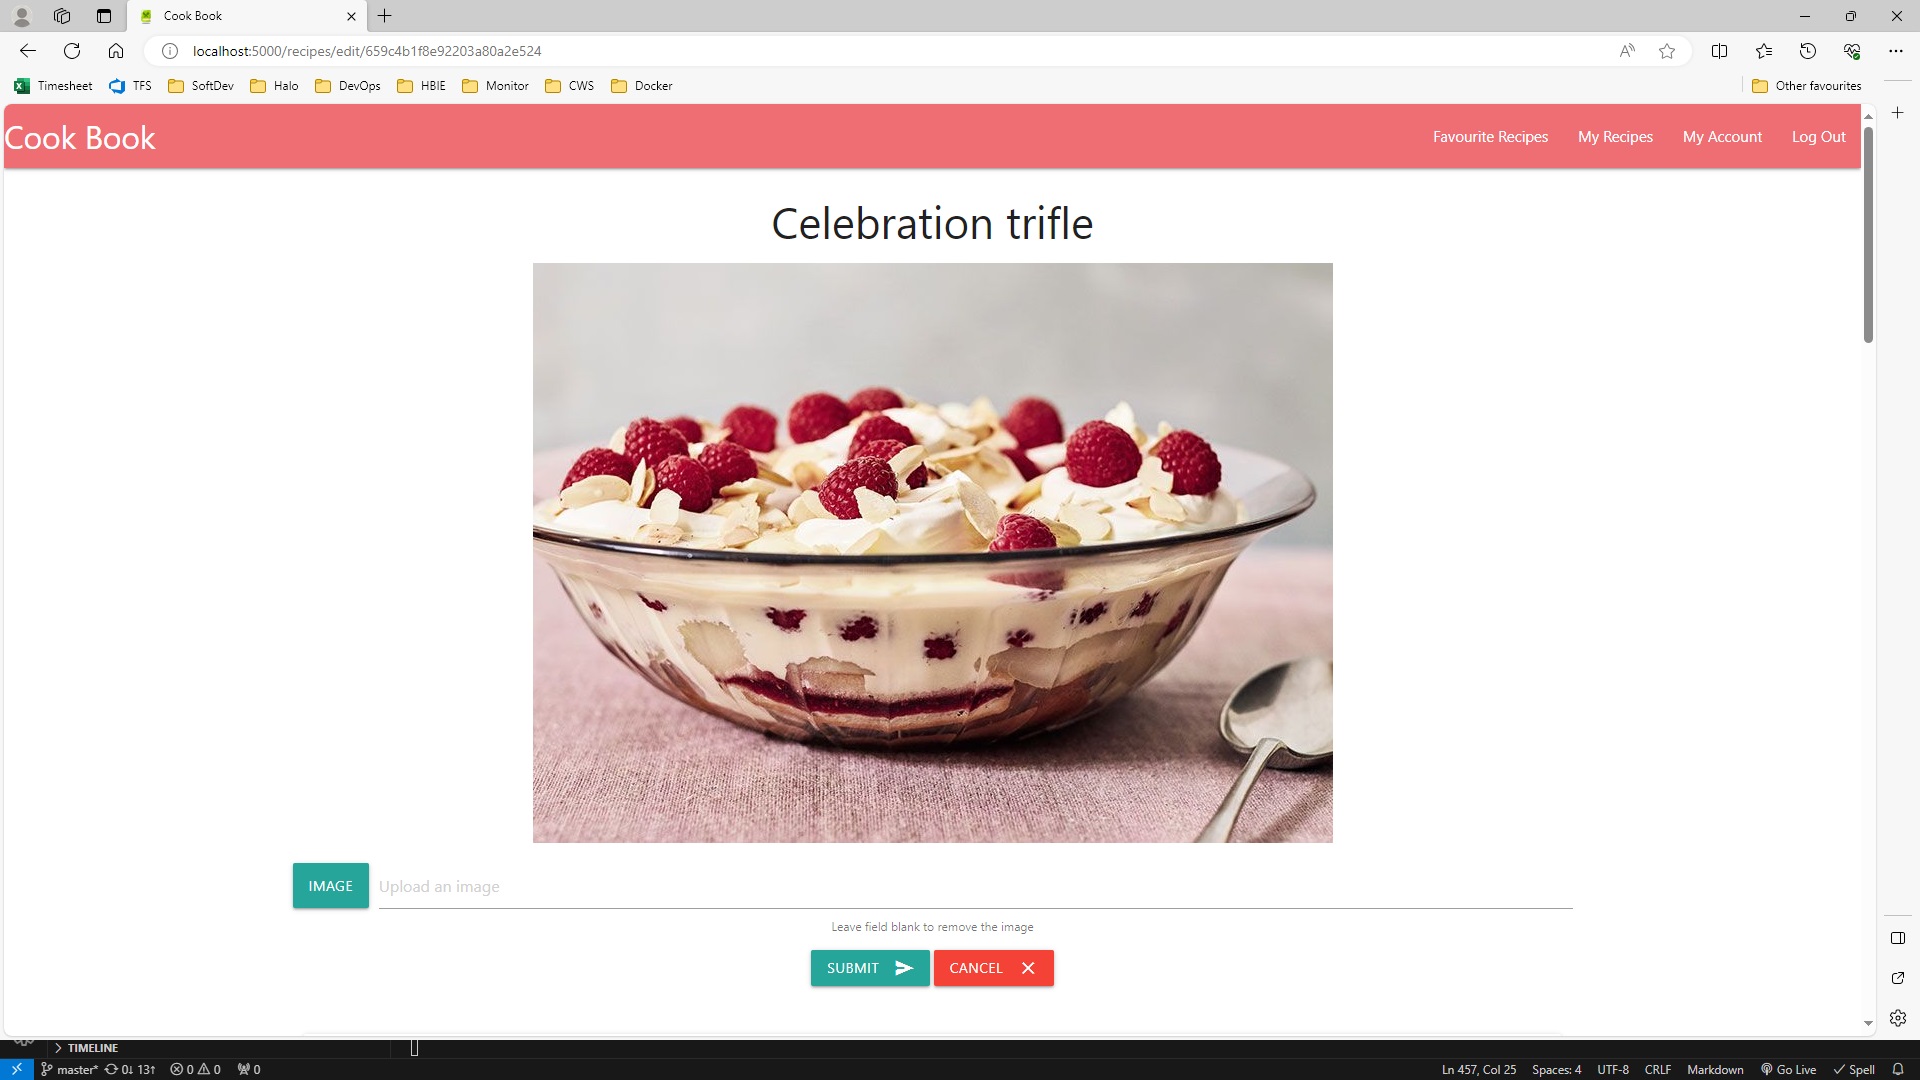 Cook Book
localhost:5000/recipes/edit/659c4b1f8e92203a80a2e524
Timesheet TFS SoftDev Halo DevOps HBIE Monitor CWS Docker Other favourites
Cook Book Favourite Recipes My Recipes My Account Log Out
Celebration trifle
IMAGE Upload an image
Leave field blank to remove the image
SUBMIT CANCEL
TIMELINE
master* 0↓ 13↑ 0 0 0 Ln 457, Col 25 Spaces: 4 UTF-8 CRLF Markdown Go Live Spell